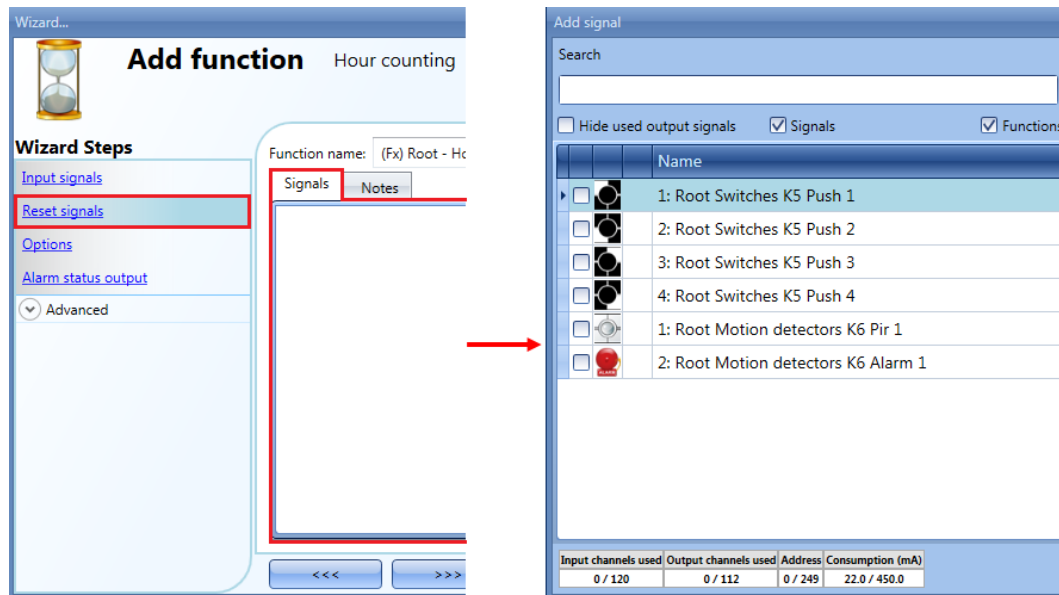 Wizard...
Add function Hour counting
Wizard Steps
Input signals
Reset signals
Options
Alarm status output
Advanced
Function name: (Fx) Root - Ho
Signals Notes
<<< >>>
Add signal
Search
Hide used output signals Signals Functions
Name
1: Root Switches K5 Push 1
2: Root Switches K5 Push 2
3: Root Switches K5 Push 3
4: Root Switches K5 Push 4
1: Root Motion detectors K6 Pir 1
ALARM 2: Root Motion detectors K6 Alarm 1
Input channels used Output channels used Address Consumption (mA)
0 / 120 0 / 112 0 / 249 22.0 / 450.0